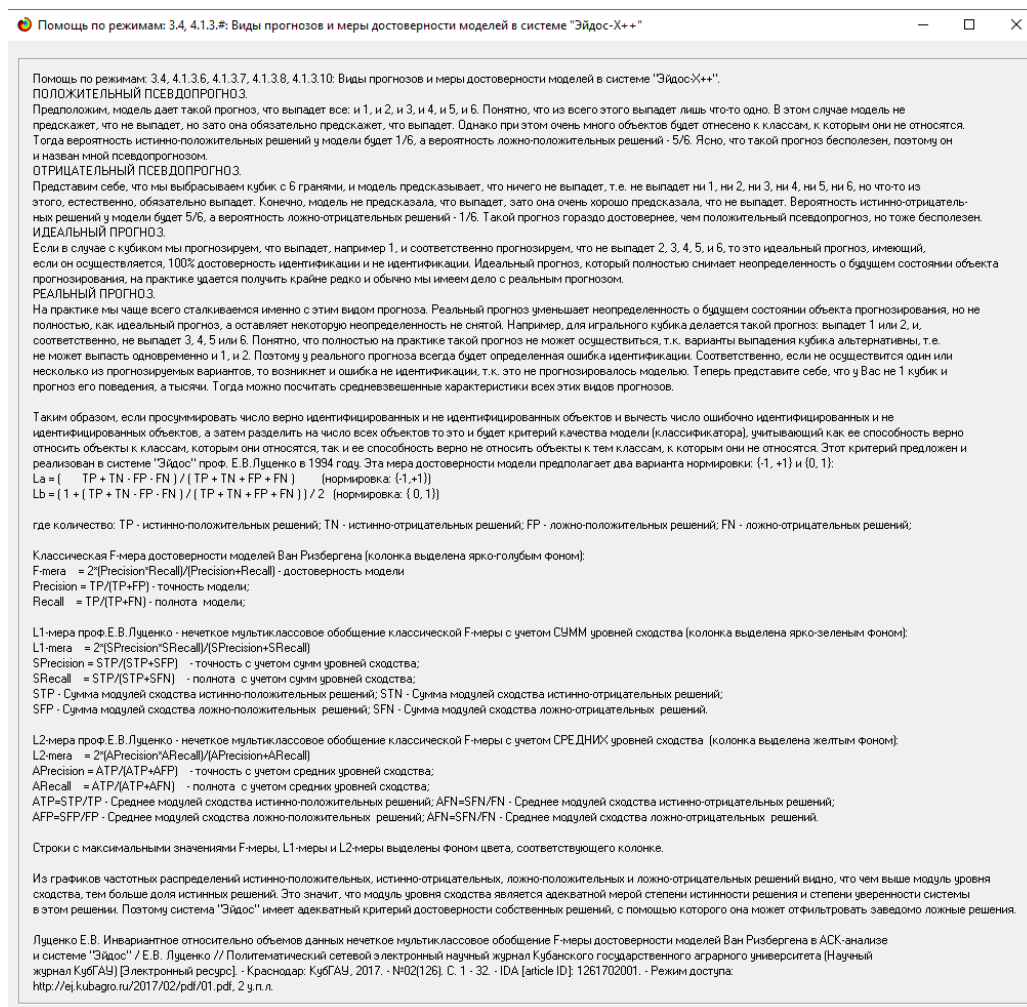 Помощь по режимам: 3.4, 4.1.3.#: Виды прогнозов и меры достоверности моделей в системе "Эйдос-X++"
Помощь по режимам: 3.4, 4.1.3.6, 4.1.3.7, 4.1.3.8, 4.1.3.10: Виды прогнозов и меры достоверности моделей в системе "Эйдос-X++".
ПОЛОЖИТЕЛЬНЫЙ ПСЕВДОПРОГНОЗ.
Предположим, модель дает такой прогноз, что выпадет все: и 1, и 2, и 3, и 4, и 5, и 6. Понятно, что из всего этого выпадет лишь что-то одно. В этом случае модель не
предскажет, что не выпадет, но зато она обязательно предскажет, что выпадет. Однако при этом очень много объектов будет отнесено к классам, к которым они не относятся.
Тогда вероятность истинно-положительных решений у модели будет 1/6, а вероятность ложно-положительных решений - 5/6. Ясно, что такой прогноз бесполезен, поэтому он
и назван мной псевдопрогнозом.
ОТРИЦАТЕЛЬНЫЙ ПСЕВДОПРОГНОЗ.
Представим себе, что мы выбрасываем кубик с 6 гранями, и модель предсказывает, что ничего не выпадет, т.е. не выпадет ни 1, ни 2, ни 3, ни 4, ни 5, ни 6, но что-то из
этого, естественно, обязательно выпадет. Конечно, модель не предсказала, что выпадет, зато она очень хорошо предсказала, что не выпадет. Вероятность истинно-отрицатель-
ных решений у модели будет 5/6, а вероятность ложно-отрицательных решений - 1/6. Такой прогноз гораздо достовернее, чем положительный псевдопрогноз, но тоже бесполезен.
ИДЕАЛЬНЫЙ ПРОГНОЗ.
Если в случае с кубиком мы прогнозируем, что выпадет, например 1, и соответственно прогнозируем, что не выпадет 2, 3, 4, 5, и 6, то это идеальный прогноз, имеющий,
если он осуществляется, 100% достоверность идентификации и не идентификации. Идеальный прогноз, который полностью снимает неопределенность о будущем состоянии объекта
прогнозирования, на практике удается получить крайне редко и обычно мы имеем дело с реальным прогнозом.
РЕАЛЬНЫЙ ПРОГНОЗ.
На практике мы чаще всего сталкиваемся именно с этим видом прогноза. Реальный прогноз уменьшает неопределенность о будущем состоянии объекта прогнозирования, но не
полностью, как идеальный прогноз, а оставляет некоторую неопределенность не снятой. Например, для игрального кубика делается такой прогноз: выпадет 1 или 2, и,
соответственно, не выпадет 3, 4, 5 или 6. Понятно, что полностью на практике такой прогноз не может осуществиться, т.к. варианты выпадения кубика альтернативны, т.е.
не может выпасть одновременно и 1, и 2. Поэтому у реального прогноза всегда будет определенная ошибка идентификации. Соответственно, если не осуществится один или
несколько из прогнозируемых вариантов, то возникнет и ошибка не идентификации, т.к. это не прогнозировалось моделью. Теперь представите себе, что у Вас не 1 кубик и
прогноз его поведения, а тысячи. Тогда можно посчитать средневзвешенные характеристики всех этих видов прогнозов.
Таким образом, если просуммировать число верно идентифицированных и не идентифицированных объектов и вычесть число ошибочно идентифицированных и не
идентифицированных объектов, а затем разделить на число всех объектов то это и будет критерий качества модели (классификатора), учитывающий как ее способность верно
относить объекты к классам, которым они относятся, так и ее способность верно не относить объекты к тем классам, к которым они не относятся. Этот критерий предложен и
реализован в системе "Эйдос" проф. Е.В.Луценко в 1994 году. Эта мера достоверности модели предполагает два варианта нормировки: {-1, +1} и {0, 1}:
La = ( TP + TN - FP - FN ) / ( TP + TN + FP + FN ) (нормировка: {-1,+1})
Lb = ( 1 + ( TP + TN - FP - FN ) / ( TP + TN + FP + FN ) ) / 2 (нормировка: { 0, 1})
где количество: TP - истинно-положительных решений; TN - истинно-отрицательных решений; FP - ложно-положительных решений; FN - ложно-отрицательных решений;
Классическая F-мера достоверности моделей Ван Ризбергена (колонка выделена ярко-голубым фоном):
F-mera = 2*(Precision*Recall)/(Precision+Recall) - достоверность модели
Precision = TP/(TP+FP) - точность модели;
Recall = TP/(TP+FN) - полнота модели;
L1-мера проф.Е.В.Луценко - нечеткое мультиклассовое обобщение классической F-меры с учетом СУММ уровней сходства (колонка выделена ярко-зеленым фоном):
L1-mera = 2*(SPrecision*SRecall)/(SPrecision+SRecall)
SPrecision = STP/(STP+SFP) - точность с учетом сумм уровней сходства;
SRecall = STP/(STP+SFN) - полнота с учетом сумм уровней сходства;
STP - Сумма модулей сходства истинно-положительных решений; STN - Сумма модулей сходства истинно-отрицательных решений;
SFP - Сумма модулей сходства ложно-положительных решений; SFN - Сумма модулей сходства ложно-отрицательных решений.
L2-мера проф.Е.В.Луценко - нечеткое мультиклассовое обобщение классической F-меры с учетом СРЕДНИХ уровней сходства (колонка выделена желтым фоном):
L2-mera = 2*(APrecision*ARecall)/(APrecision+ARecall)
APrecision = ATP/(ATP+AFP) - точность с учетом средних уровней сходства;
ARecall = ATP/(ATP+AFN) - полнота с учетом средних уровней сходства;
ATP=STP/TP - Среднее модулей сходства истинно-положительных решений; AFN=SFN/FN - Среднее модулей сходства истинно-отрицательных решений;
AFP=SFP/FP - Среднее модулей сходства ложно-положительных решений; AFN=SFN/FN - Среднее модулей сходства ложно-отрицательных решений.
Строки с максимальными значениями F-меры, L1-меры и L2-меры выделены фоном цвета, соответствующего колонке.
Из графиков частотных распределений истинно-положительных, истинно-отрицательных, ложно-положительных и ложно-отрицательных решений видно, что чем выше модуль уровня
сходства, тем больше доля истинных решений. Это значит, что модуль уровня сходства является адекватной мерой степени истинности решения и степени уверенности системы
в этом решении. Поэтому система "Эйдос" имеет адекватный критерий достоверности собственных решений, с помощью которого она может отфильтровать заведомо ложные решения.
Луценко Е.В. Инвариантное относительно объемов данных нечеткое мультиклассовое обобщение F-меры достоверности моделей Ван Ризбергена в АСК-анализе
и системе "Эйдос" / Е.В. Луценко // Политематический сетевой электронный научный журнал Кубанского государственного аграрного университета (Научный
журнал КубГАУ) [Электронный ресурс]. - Краснодар: КубГАУ, 2017. - №02(126). С. 1 - 32. - IDA [article ID]: 1261702001. - Режим доступа:
http://ej.kubagro.ru/2017/02/pdf/01.pdf, 2 у.п.л.